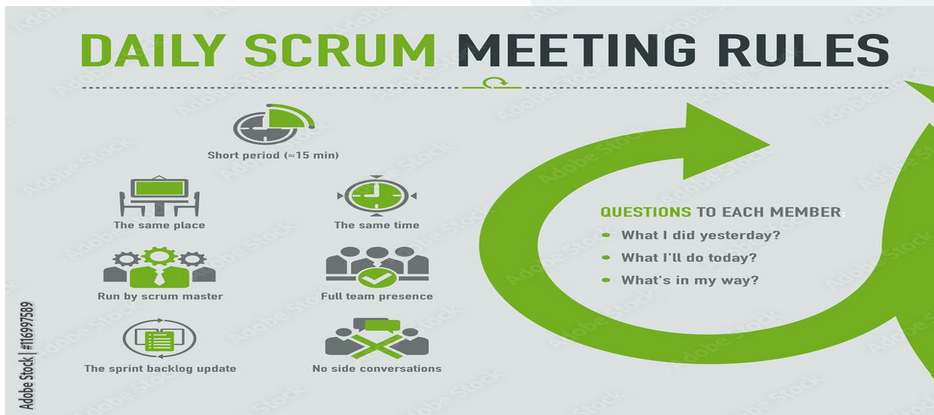 DAILY SCRUM MEETING RULES
Short period (≈15 min)
The same place
The same time
Run by scrum master
Full team presence
The sprint backlog update
No side conversations
QUESTIONS TO EACH MEMBER:
• What I did yesterday?
• What I'll do today?
• What's in my way?
Adobe Stock | #116997589